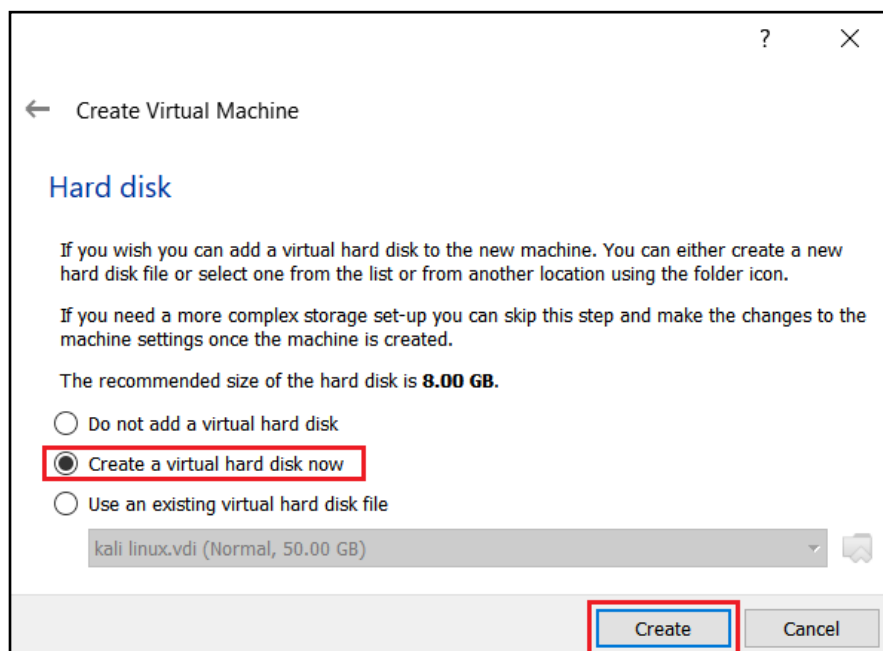 ?
Create Virtual Machine
Hard disk
If you wish you can add a virtual hard disk to the new machine. You can either create a new
hard disk file or select one from the list or from another location using the folder icon.
If you need a more complex storage set-up you can skip this step and make the changes to the
machine settings once the machine is created.
The recommended size of the hard disk is 8.00 GB.
Do not add a virtual hard disk
Create a virtual hard disk now
Use an existing virtual hard disk file
kali linux.vdi (Normal, 50.00 GB)
Create Cancel